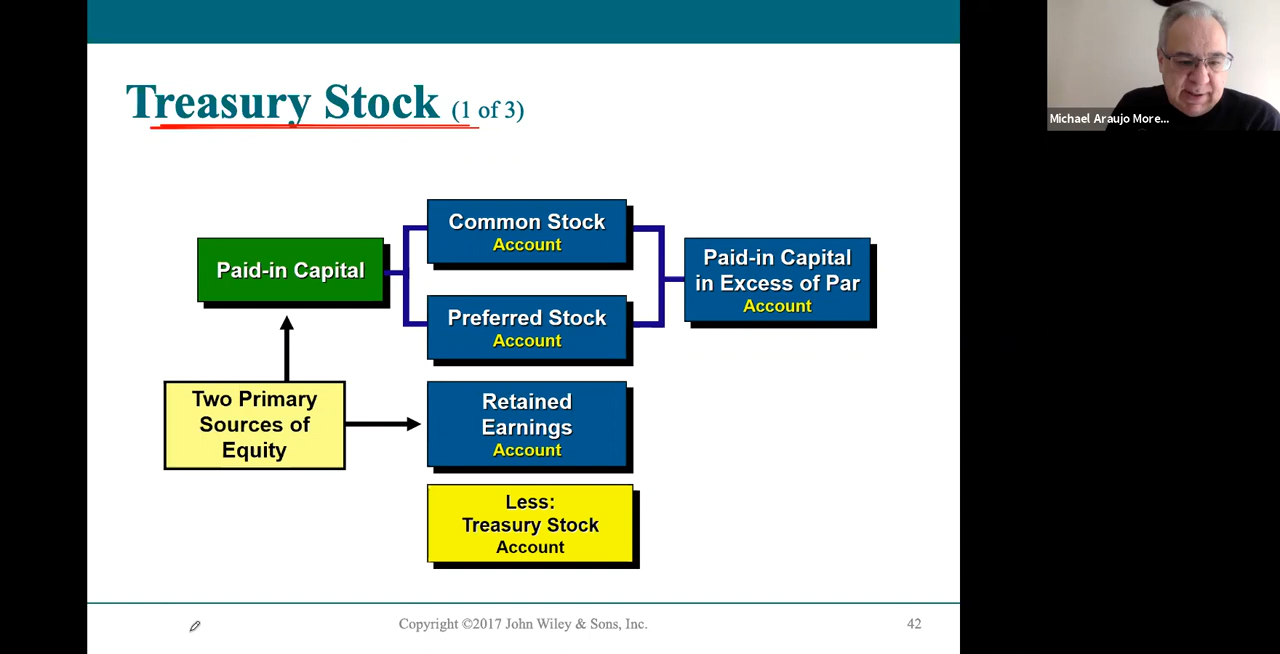 Treasury Stock (1 of 3)
Michael Araujo More...
Common Stock
Account
Paid-in Capital
Paid-in Capital
in Excess of Par
Account
Preferred Stock
Account
Two Primary
Sources of
Equity
Retained
Earnings
Account
Less:
Treasury Stock
Account
Copyright ©2017 John Wiley & Sons, Inc.
42